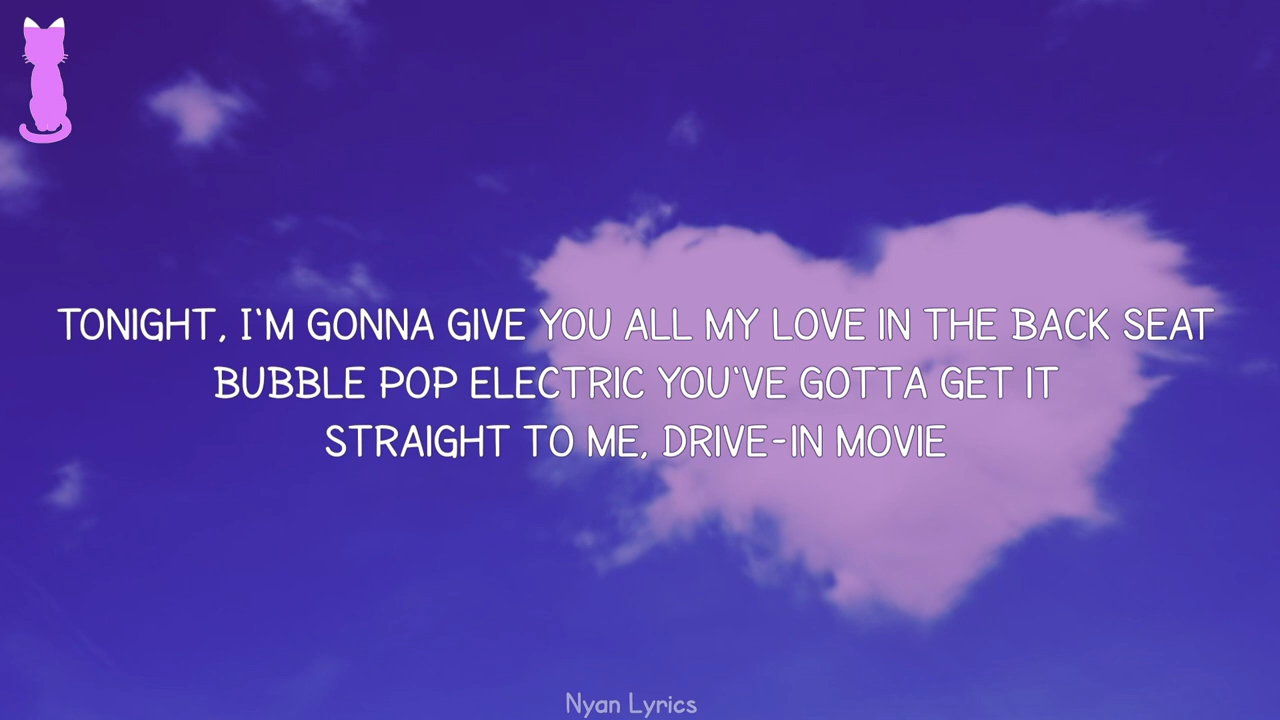 TONIGHT, I'M GONNA GIVE YOU ALL MY LOVE IN THE BACK SEAT
BUBBLE POP ELECTRIC YOU'VE GOTTA GET IT
STRAIGHT TO ME, DRIVE-IN MOVIE
Nyan Lyrics